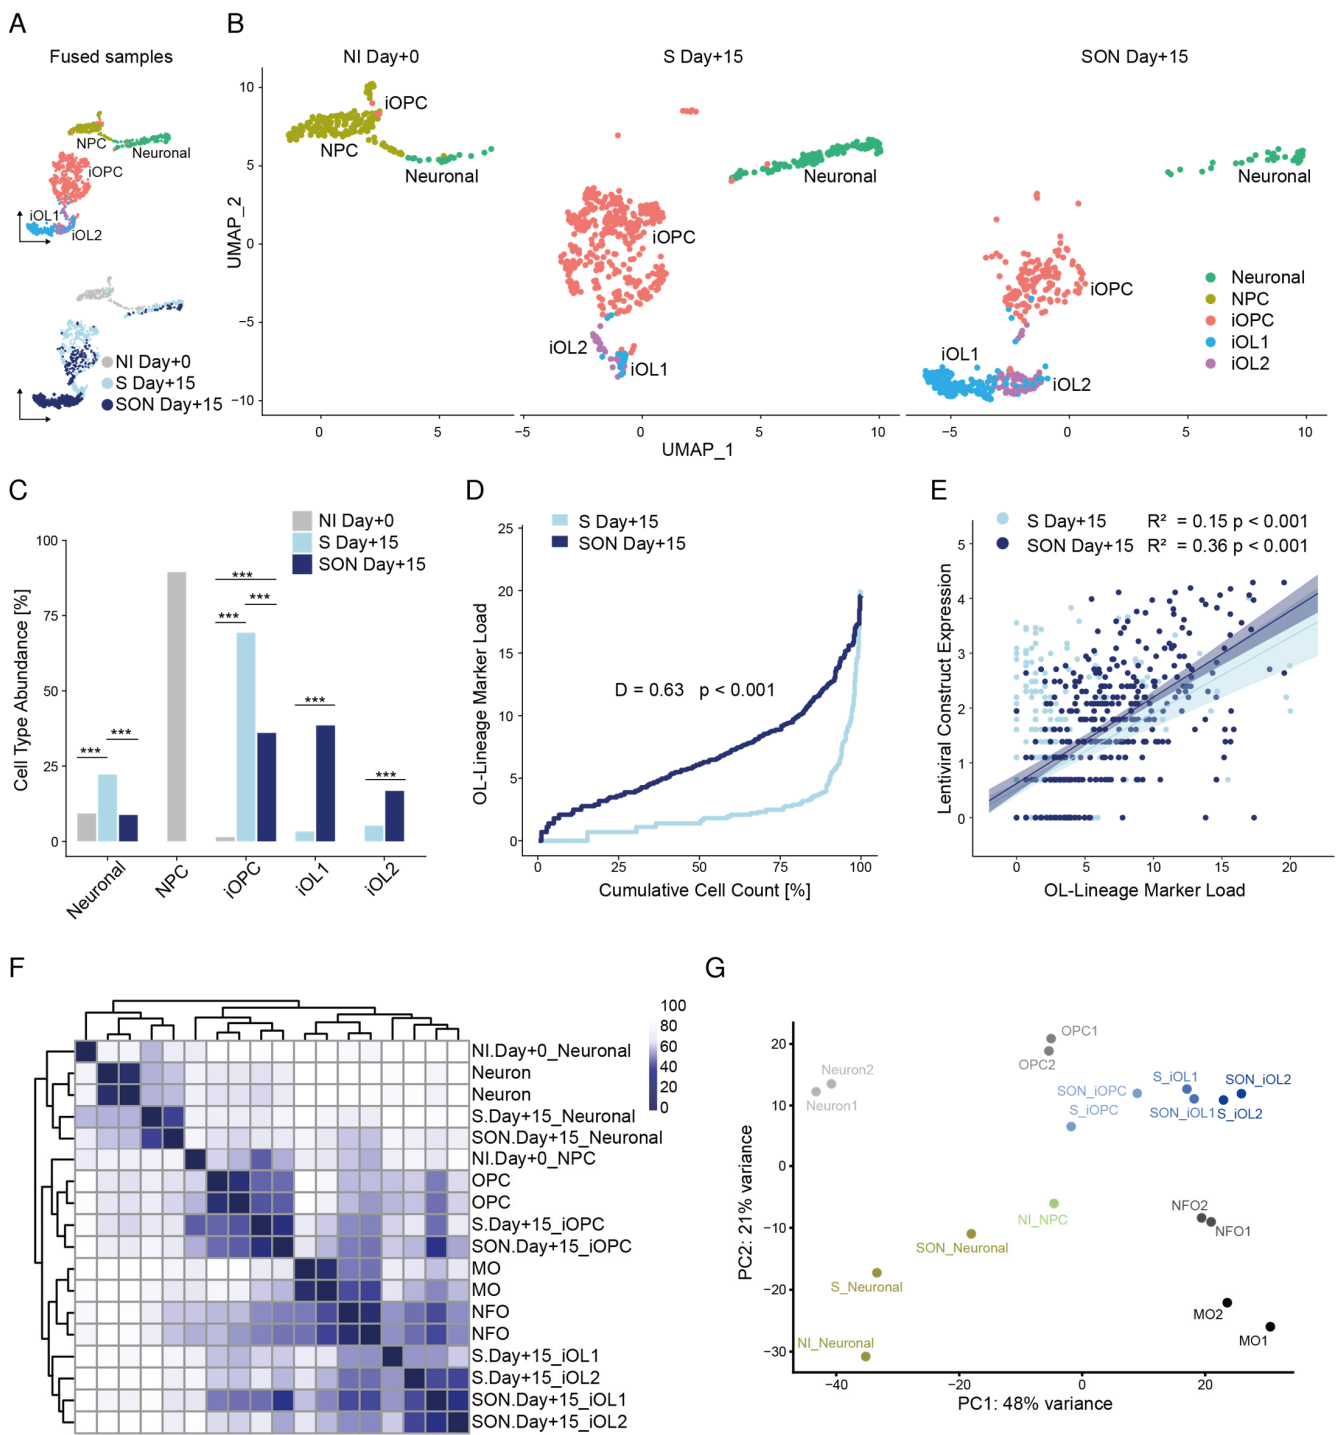 A
B
Fused samples
NPC
Neuronal
iOPC
iOL1
iOL2
NI Day+0
S Day+15
SON Day+15
NI Day+0
S Day+15
SON Day+15
UMAP_2
10
5
0
−5
−10
iOPC
NPC
Neuronal
0
5
Neuronal
iOPC
iOL2
iOL1
−5
0
5
10
UMAP_1
Neuronal
iOPC
iOL1
iOL2
−5
0
5
10
Neuronal
NPC
iOPC
iOL1
iOL2
C
NI Day+0
S Day+15
SON Day+15
Cell Type Abundance [%]
100
75
50
25
0
***
***
***
***
***
***
***
Neuronal
NPC
iOPC
iOL1
iOL2
D
S Day+15
SON Day+15
OL-Lineage Marker Load
25
20
15
10
5
0
D = 0.63 p < 0.001
0
25
50
75
100
Cumulative Cell Count [%]
E
S Day+15 R² = 0.15 p < 0.001
SON Day+15 R² = 0.36 p < 0.001
Lentiviral Construct Expression
5
4
3
2
1
0
0
5
10
15
20
OL-Lineage Marker Load
F
100
80
60
40
20
0
NI.Day+0_Neuronal
Neuron
Neuron
S.Day+15_Neuronal
SON.Day+15_Neuronal
NI.Day+0_NPC
OPC
OPC
S.Day+15_iOPC
SON.Day+15_iOPC
MO
MO
NFO
NFO
S.Day+15_iOL1
S.Day+15_iOL2
SON.Day+15_iOL1
SON.Day+15_iOL2
G
PC2: 21% variance
20
10
0
−10
−20
−30
OPC1
OPC2
Neuron2
Neuron1
SON_iOPC
S_iOPC
S_iOL1
SON_iOL2
SON_iOL1
S_iOL2
NI_NPC
NFO2
NFO1
SON_Neuronal
S_Neuronal
MO2
MO1
NI_Neuronal
−40
−20
0
20
PC1: 48% variance